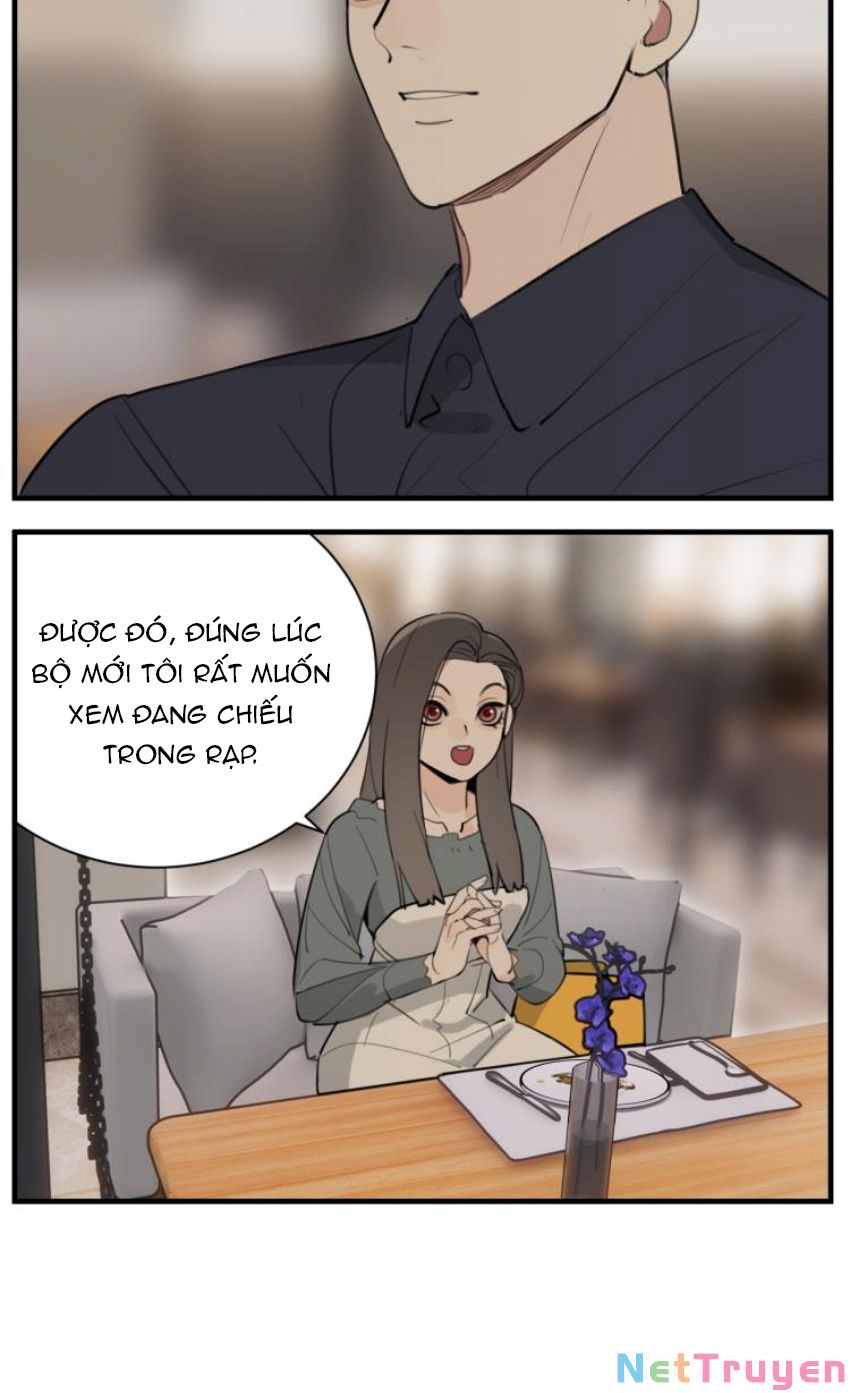 ĐƯỢC ĐÓ, ĐÚNG LÚC
BỘ MỚI TÔI RẤT MUỐN
XEM ĐANG CHIẾU
TRONG RẠP.
NetTruyen